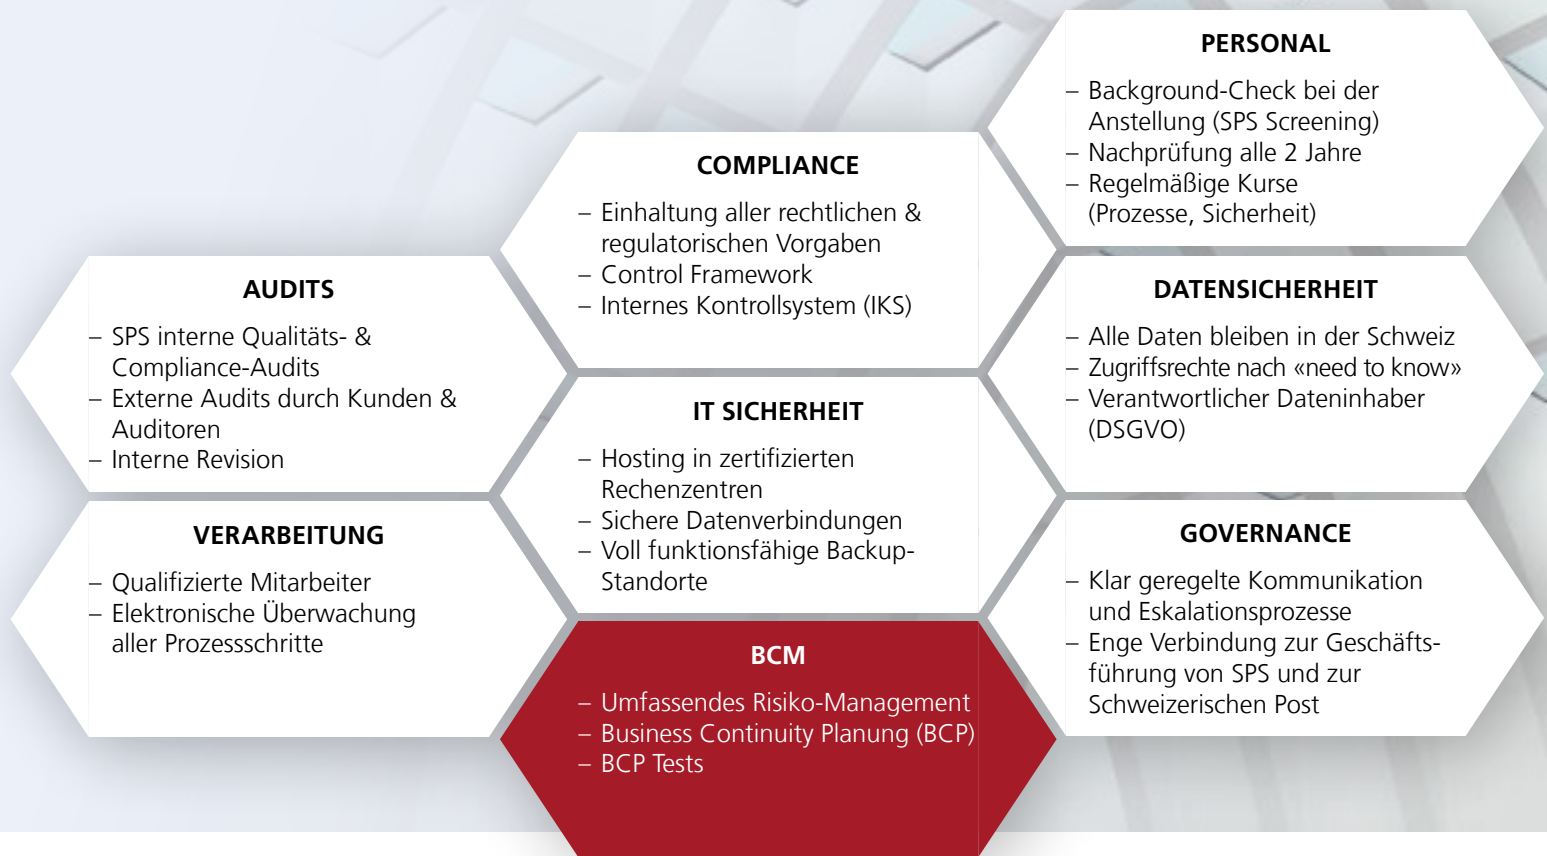 AUDITS
– SPS interne Qualitäts- &
Compliance-Audits
– Externe Audits durch Kunden &
Auditoren
– Interne Revision
VERARBEITUNG
– Qualifizierte Mitarbeiter
– Elektronische Überwachung
aller Prozessschritte
COMPLIANCE
– Einhaltung aller rechtlichen &
regulatorischen Vorgaben
– Control Framework
– Internes Kontrollsystem (IKS)
IT SICHERHEIT
– Hosting in zertifizierten
Rechenzentren
– Sichere Datenverbindungen
– Voll funktionsfähige Backup-
Standorte
BCM
– Umfassendes Risiko-Management
– Business Continuity Planung (BCP)
– BCP Tests
PERSONAL
– Background-Check bei der
Anstellung (SPS Screening)
– Nachprüfung alle 2 Jahre
– Regelmäßige Kurse
(Prozesse, Sicherheit)
DATENSICHERHEIT
– Alle Daten bleiben in der Schweiz
– Zugriffsrechte nach «need to know»
– Verantwortlicher Dateninhaber
(DSGVO)
GOVERNANCE
– Klar geregelte Kommunikation
und Eskalationsprozesse
– Enge Verbindung zur Geschäfts-
führung von SPS und zur
Schweizerischen Post